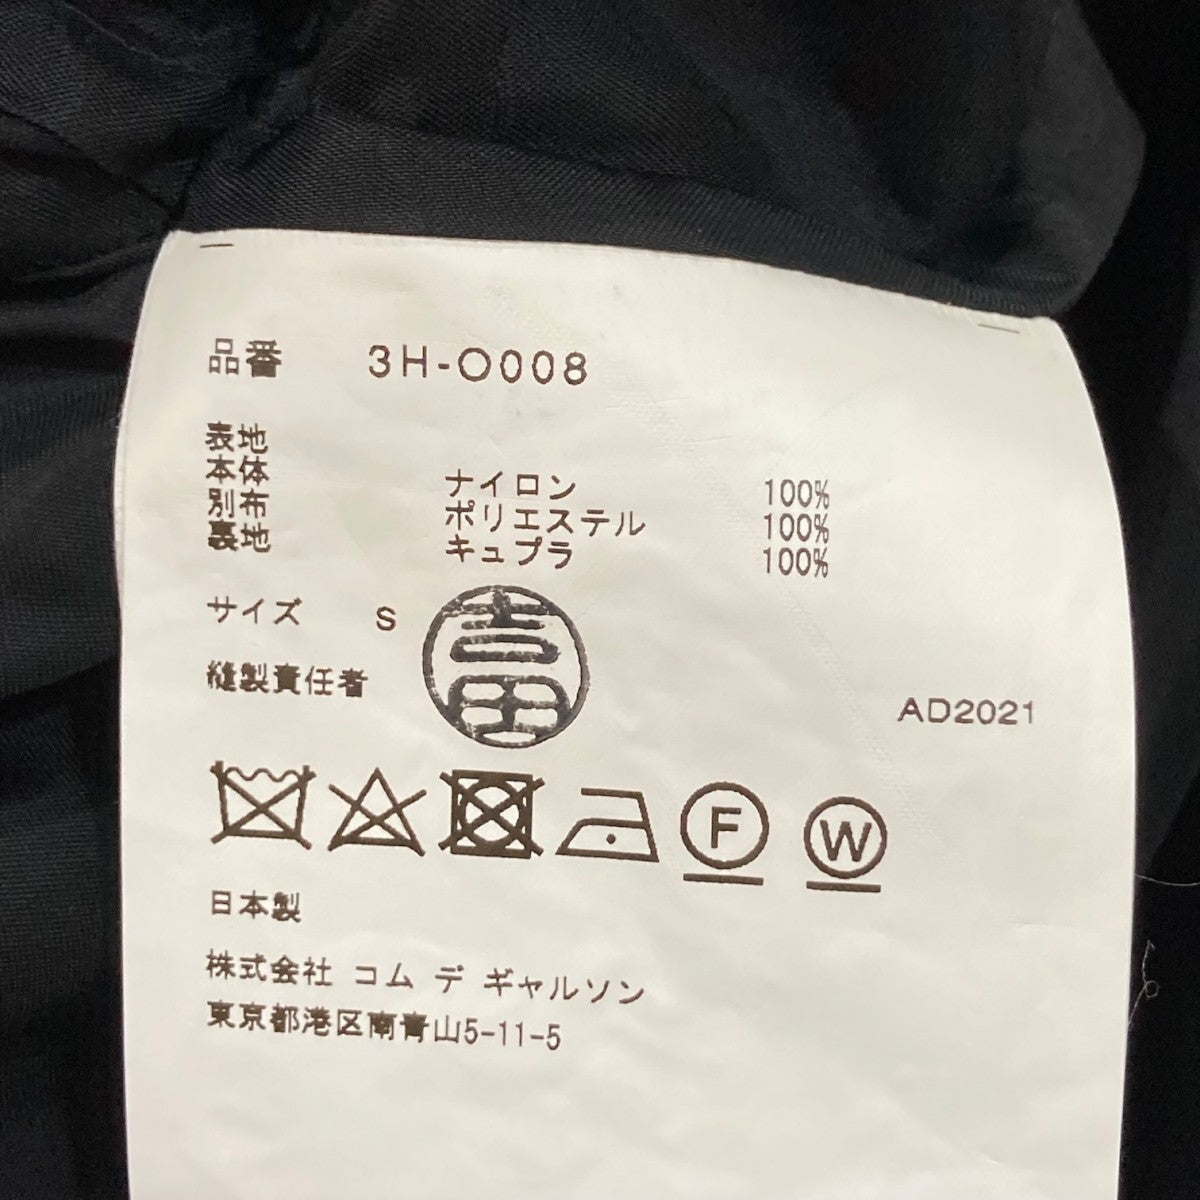 品番 3H-O008
表地
本体 ナイロン 100%
別布 ポリエステル 100%
裏地 キュプラ 100%
サイズ S
吉田
縫製責任者
AD2021
F W
日本製
株式会社 コム デ ギャルソン
東京都港区南青山5-11-5